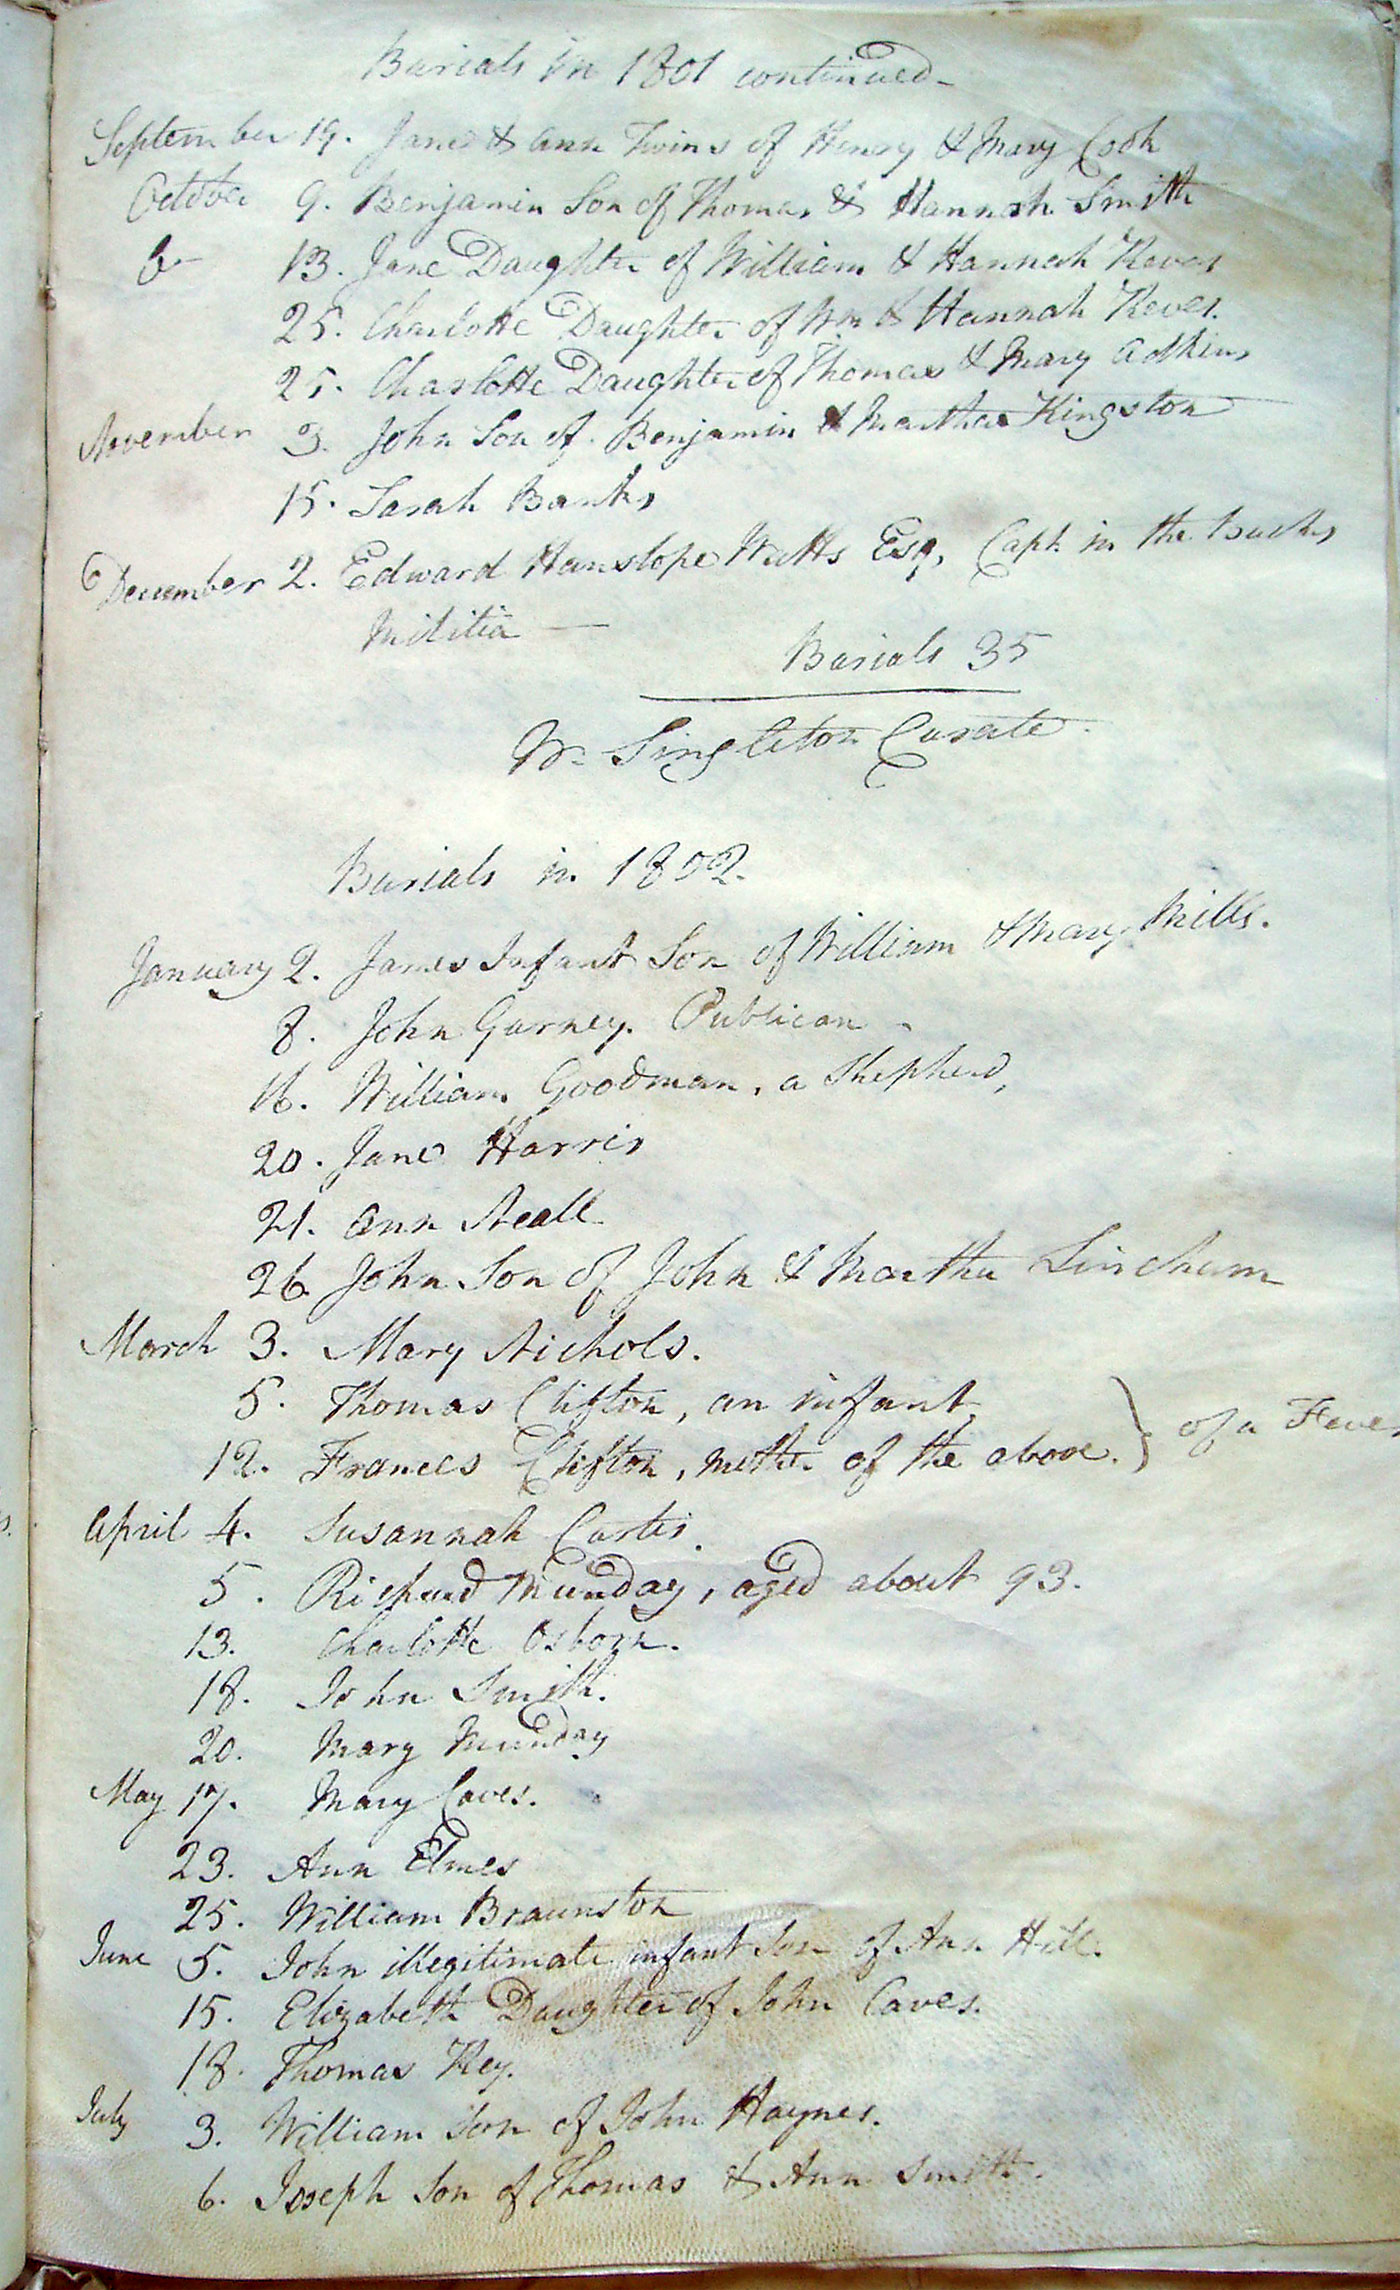 Burials in 1801 continued
September 19. Jane & Ann Twins of Henry & Mary Cook
October 9. Benjamin Son of Thomas & Hannah Smith
13. Jane Daughter of William & Hannah Reves
25. Charlotte Daughter of Wm & Hannah Reves.
25. Charlotte Daughter of Thomas & Mary Adkins
November 3. John Son of Benjamin & Martha Kingston
15. Sarah Banks
December 2. Edward Hanslope Watts Esq, Capt. in the Bucks
Militia —
Burials 35
Wm Singleton Curate.
Burials in 1802.
January 2. James Infant Son of William & Mary Mills.
8. John Gurney. Publican
16. William Goodman, a Shepherd,
20. Jane Harris
21. Ann Neall
26 John Son of John & Martha Lincham
March 3. Mary Nichols.
5. Thomas Clifton, an infant
12. Frances Clifton, mother of the above. } of a Fever
April 4. Susannah Curtis.
5. Richard Munday, aged about 93.
13. Charlotte Osborn.
18. John Smith.
20. Mary Munday
May 17. Mary Caves.
23. Ann Elmes
25. William Braunston
June 5. John illegitimate infant Son of Ann Hill.
15. Elizabeth Daughter of John Caves.
18. Thomas Key.
July 3. William Son of John Haynes.
6. Joseph Son of Thomas & Ann Smith.